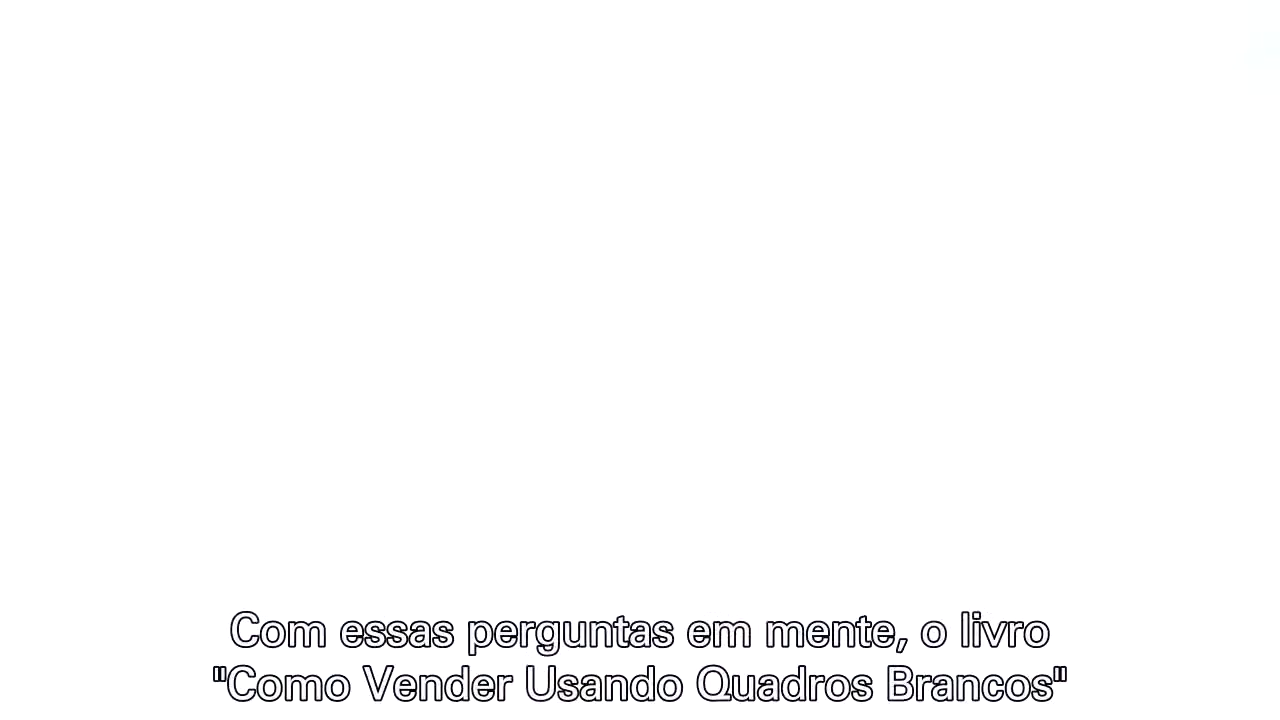 Com essas perguntas em mente, o livro
"Como Vender Usando Quadros Brancos"